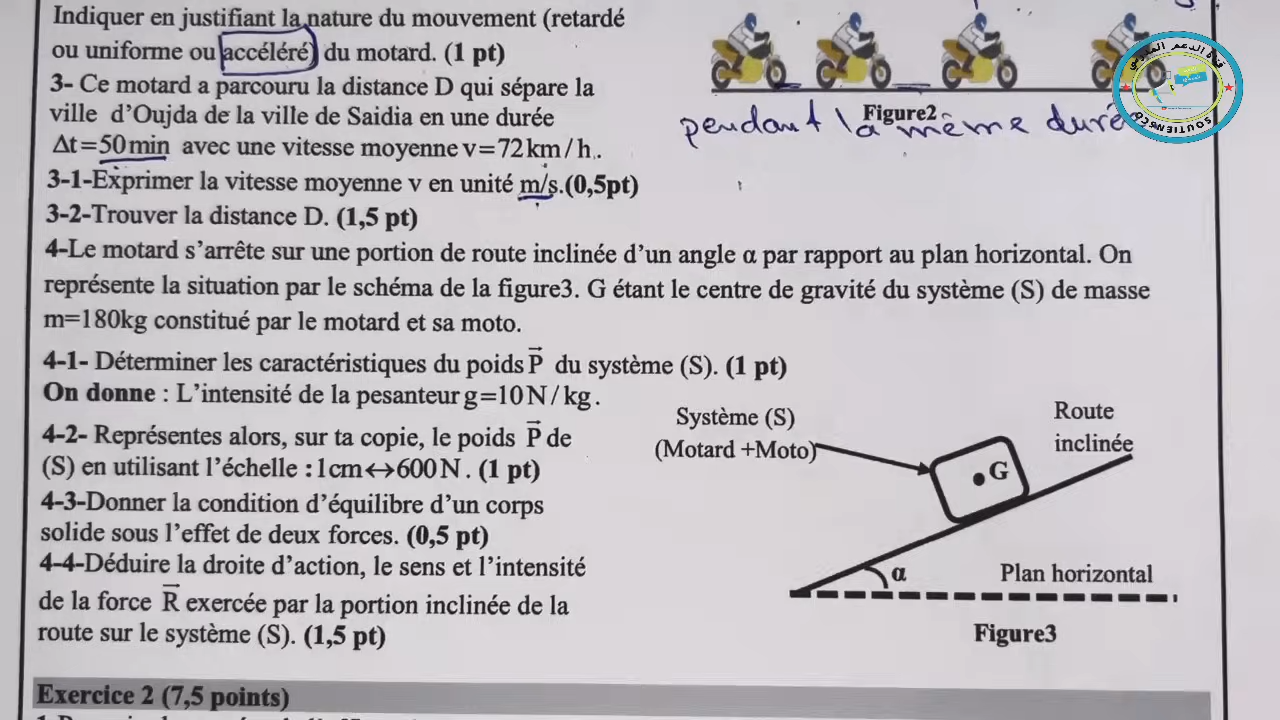 Indiquer en justifiant la nature du mouvement (retardé
ou uniforme ou accéléré) du motard. (1 pt)
3- Ce motard a parcouru la distance D qui sépare la
ville d'Oujda de la ville de Saidia en une durée
Δt=50min avec une vitesse moyenne v=72km/h.
3-1-Exprimer la vitesse moyenne v en unité m/s.(0,5pt)
3-2-Trouver la distance D. (1,5 pt)
Figure2
pendant la même durée
قناة الدعم المدرسي
SOUTIENSCO
4-Le motard s'arrête sur une portion de route inclinée d'un angle α par rapport au plan horizontal. On
représente la situation par le schéma de la figure3. G étant le centre de gravité du système (S) de masse
m=180kg constitué par le motard et sa moto.
4-1- Déterminer les caractéristiques du poids P⃗ du système (S). (1 pt)
On donne : L'intensité de la pesanteur g=10N/kg.
4-2- Représentes alors, sur ta copie, le poids P⃗ de
(S) en utilisant l'échelle : 1cm↔600N. (1 pt)
4-3-Donner la condition d'équilibre d'un corps
solide sous l'effet de deux forces. (0,5 pt)
4-4-Déduire la droite d'action, le sens et l'intensité
de la force R⃗ exercée par la portion inclinée de la
route sur le système (S). (1,5 pt)
Système (S)
(Motard +Moto)
Route
inclinée
G
α
Plan horizontal
Figure3
Exercice 2 (7,5 points)